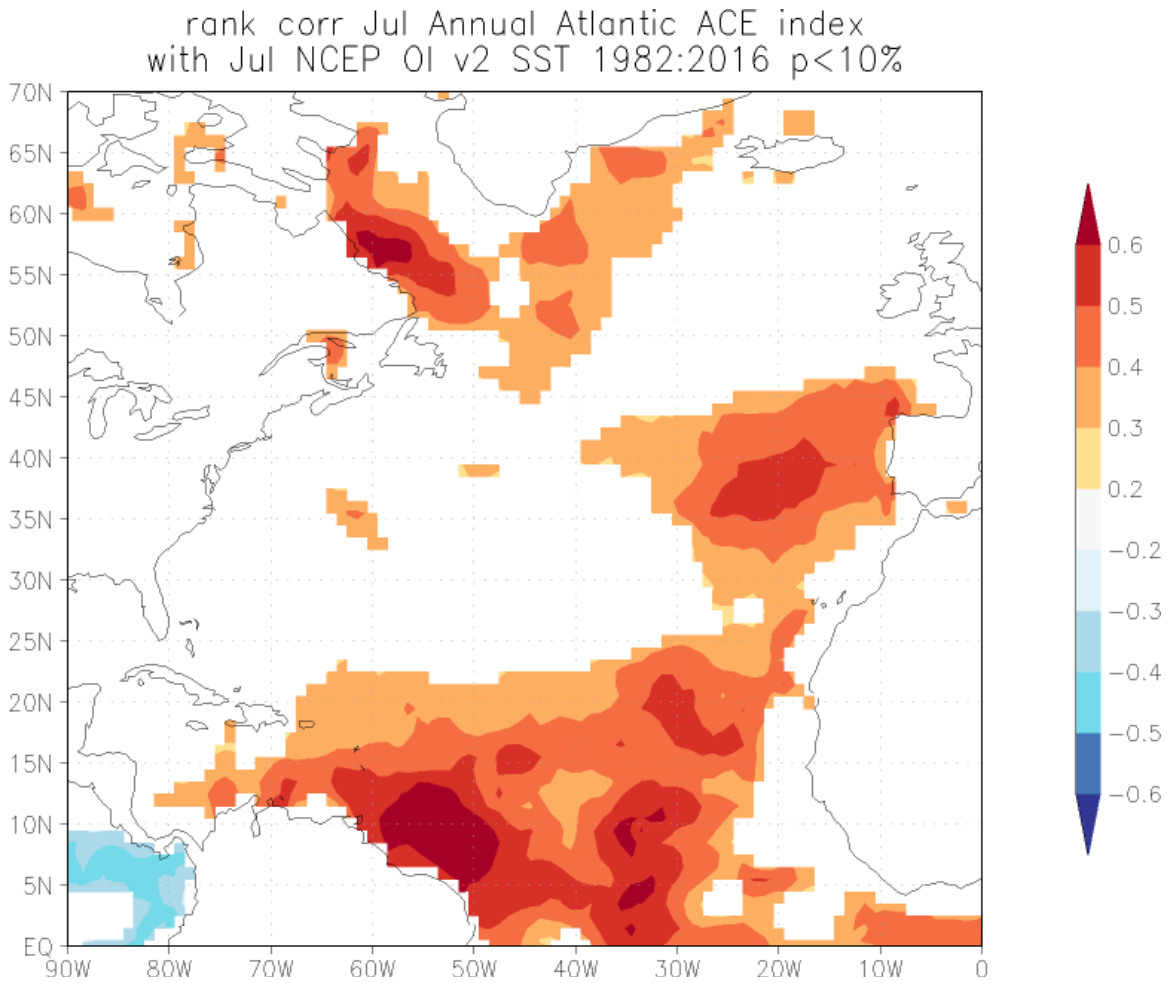 rank corr Jul Annual Atlantic ACE index
with Jul NCEP OI v2 SST 1982:2016 p<10%
70N
65N
60N
55N
50N
45N
40N
35N
30N
25N
20N
15N
10N
5N
EQ
90W 80W 70W 60W 50W 40W 30W 20W 10W 0
0.6
0.5
0.4
0.3
0.2
−0.2
−0.3
−0.4
−0.5
−0.6